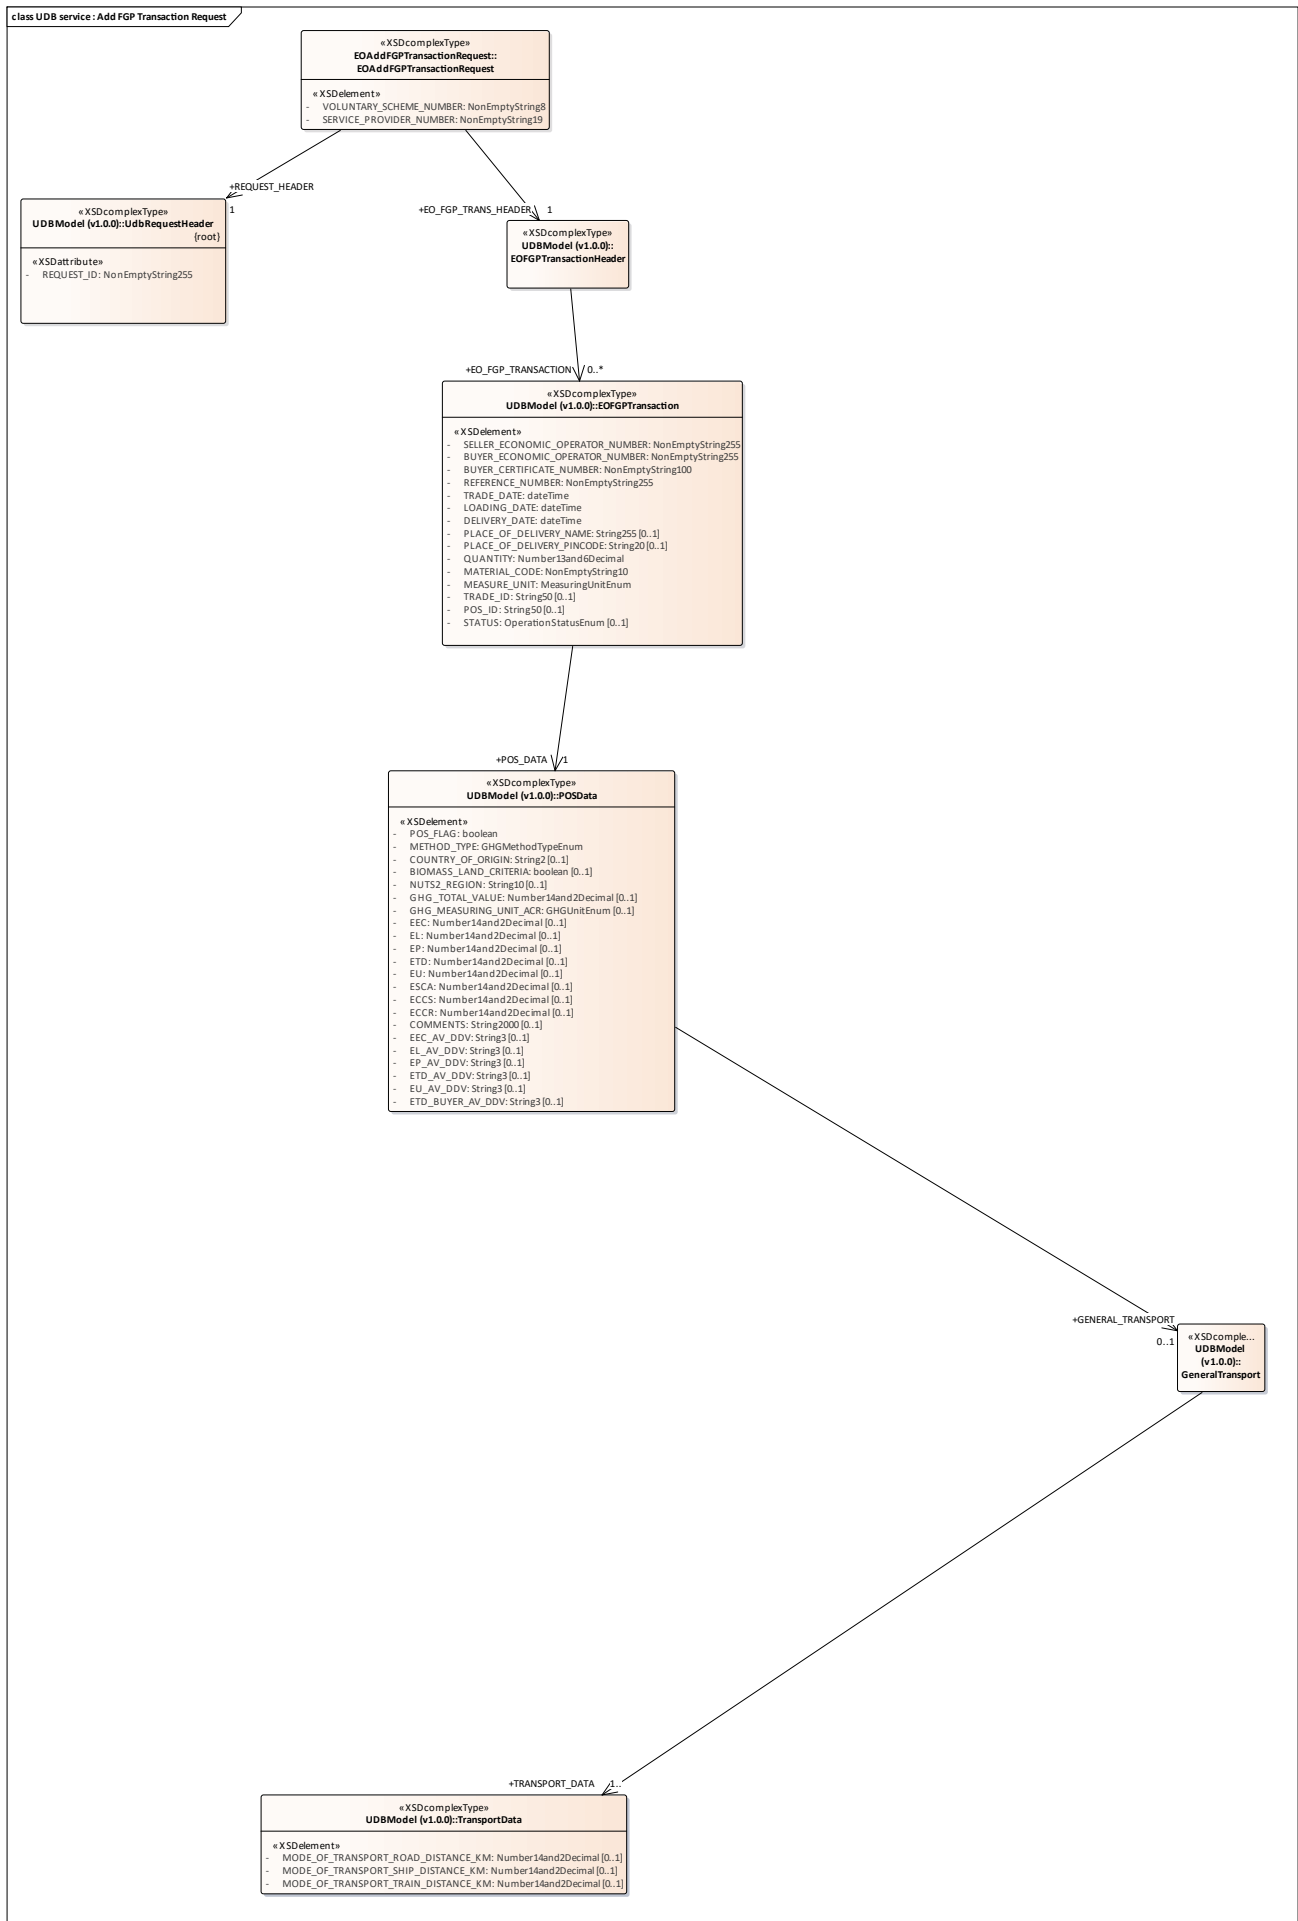 class UDB service : Add FGP Transaction Request
«XSDcomplexType»
EOAddFGPTransactionRequest::
EOAddFGPTransactionRequest
«XSDelement»
- VOLUNTARY_SCHEME_NUMBER: NonEmptyString8
- SERVICE_PROVIDER_NUMBER: NonEmptyString19
+REQUEST_HEADER
1
«XSDcomplexType»
UDBModel (v1.0.0)::UdbRequestHeader
{root}
«XSDattribute»
- REQUEST_ID: NonEmptyString255
+EO_FGP_TRANS_HEADER 1
«XSDcomplexType»
UDBModel (v1.0.0)::
EOFGPTransactionHeader
+EO_FGP_TRANSACTION 0..*
«XSDcomplexType»
UDBModel (v1.0.0)::EOFGPTransaction
«XSDelement»
- SELLER_ECONOMIC_OPERATOR_NUMBER: NonEmptyString255
- BUYER_ECONOMIC_OPERATOR_NUMBER: NonEmptyString255
- BUYER_CERTIFICATE_NUMBER: NonEmptyString100
- REFERENCE_NUMBER: NonEmptyString255
- TRADE_DATE: dateTime
- LOADING_DATE: dateTime
- DELIVERY_DATE: dateTime
- PLACE_OF_DELIVERY_NAME: String255 [0..1]
- PLACE_OF_DELIVERY_PINCODE: String20 [0..1]
- QUANTITY: Number13and6Decimal
- MATERIAL_CODE: NonEmptyString10
- MEASURE_UNIT: MeasuringUnitEnum
- TRADE_ID: String50 [0..1]
- POS_ID: String50 [0..1]
- STATUS: OperationStatusEnum [0..1]
+POS_DATA 1
«XSDcomplexType»
UDBModel (v1.0.0)::POSData
«XSDelement»
- POS_FLAG: boolean
- METHOD_TYPE: GHGMethodTypeEnum
- COUNTRY_OF_ORIGIN: String2 [0..1]
- BIOMASS_LAND_CRITERIA: boolean [0..1]
- NUTS2_REGION: String10 [0..1]
- GHG_TOTAL_VALUE: Number14and2Decimal [0..1]
- GHG_MEASURING_UNIT_ACR: GHGUnitEnum [0..1]
- EEC: Number14and2Decimal [0..1]
- EL: Number14and2Decimal [0..1]
- EP: Number14and2Decimal [0..1]
- ETD: Number14and2Decimal [0..1]
- EU: Number14and2Decimal [0..1]
- ESCA: Number14and2Decimal [0..1]
- ECCS: Number14and2Decimal [0..1]
- ECCR: Number14and2Decimal [0..1]
- COMMENTS: String2000 [0..1]
- EEC_AV_DDV: String3 [0..1]
- EL_AV_DDV: String3 [0..1]
- EP_AV_DDV: String3 [0..1]
- ETD_AV_DDV: String3 [0..1]
- EU_AV_DDV: String3 [0..1]
- ETD_BUYER_AV_DDV: String3 [0..1]
+GENERAL_TRANSPORT
0..1
«XSDcomple...
UDBModel
(v1.0.0)::
GeneralTransport
+TRANSPORT_DATA 1..
«XSDcomplexType»
UDBModel (v1.0.0)::TransportData
«XSDelement»
- MODE_OF_TRANSPORT_ROAD_DISTANCE_KM: Number14and2Decimal [0..1]
- MODE_OF_TRANSPORT_SHIP_DISTANCE_KM: Number14and2Decimal [0..1]
- MODE_OF_TRANSPORT_TRAIN_DISTANCE_KM: Number14and2Decimal [0..1]